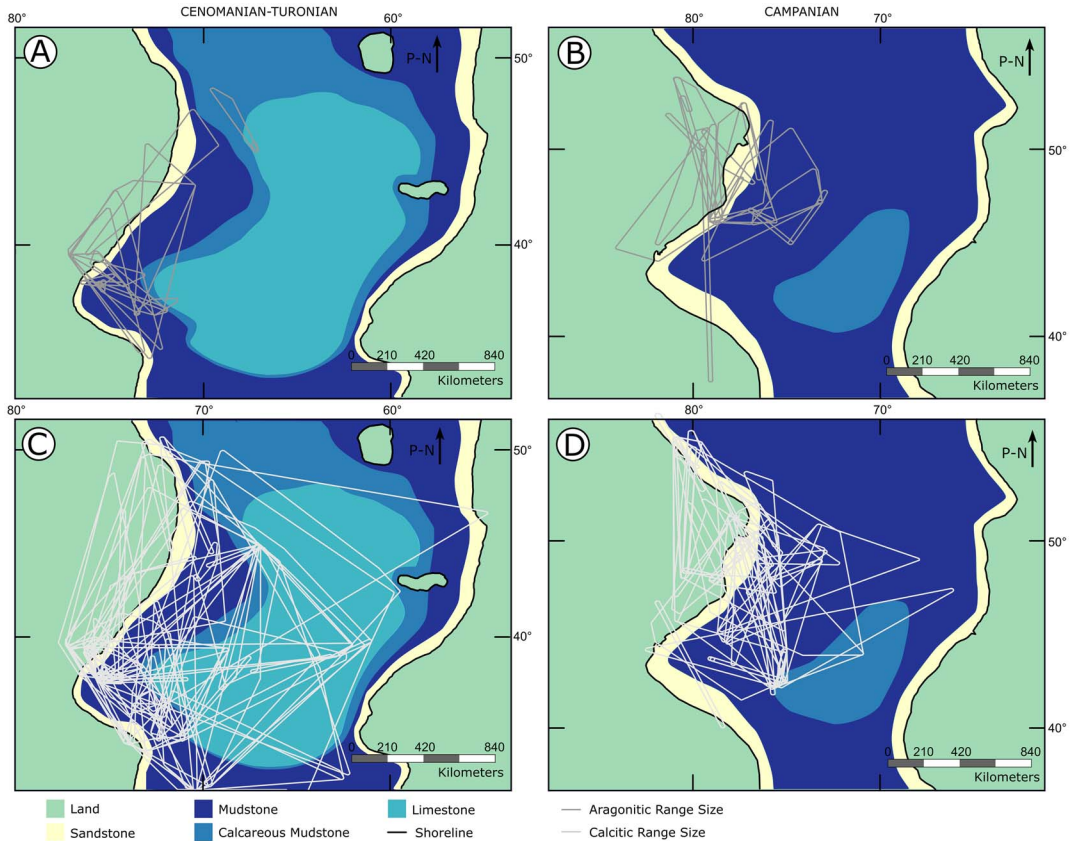 CENOMANIAN-TURONIAN
CAMPANIAN
80° 60° 80° 70°
A
P-N
50°
40°
0 210 420 840
Kilometers
B
P-N
50°
40°
0 210 420 840
Kilometers
80° 70° 60° 80° 70°
C
P-N
50°
40°
0 210 420 840
Kilometers
D
P-N
50°
40°
0 210 420 840
Kilometers
Land Mudstone Limestone Aragonitic Range Size
Sandstone Calcareous Mudstone Shoreline Calcitic Range Size